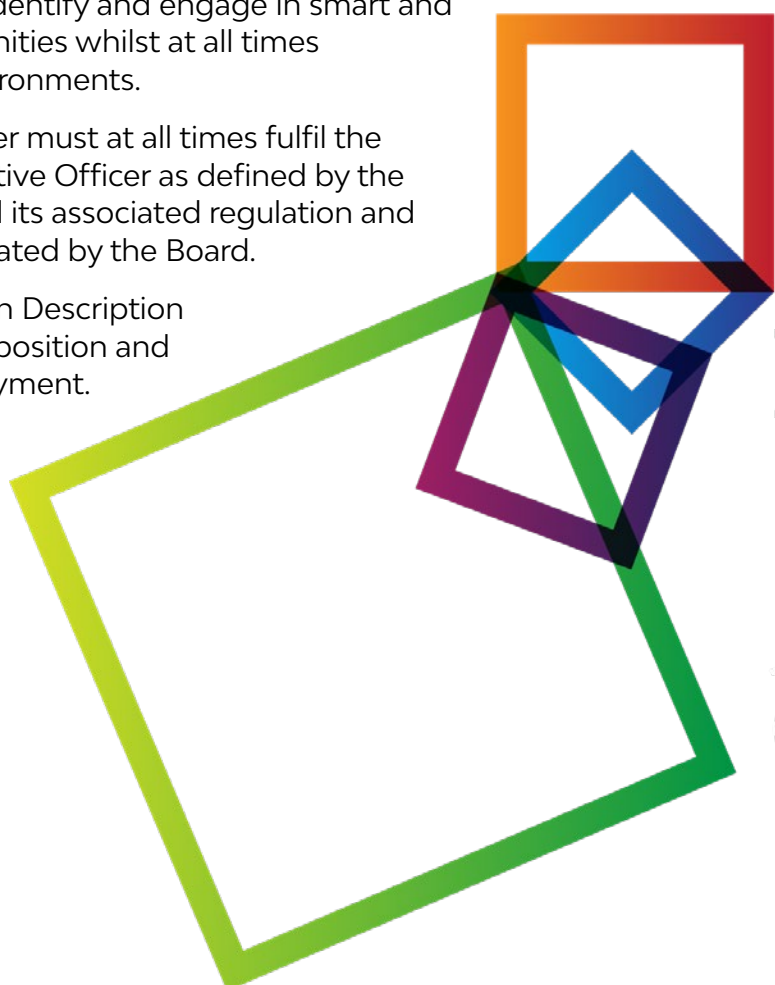 dentify and engage in smart and
nities whilst at all times
ronments.
er must at all times fulfil the
tive Officer as defined by the
its associated regulation and
ated by the Board.
n Description
position and
yment.